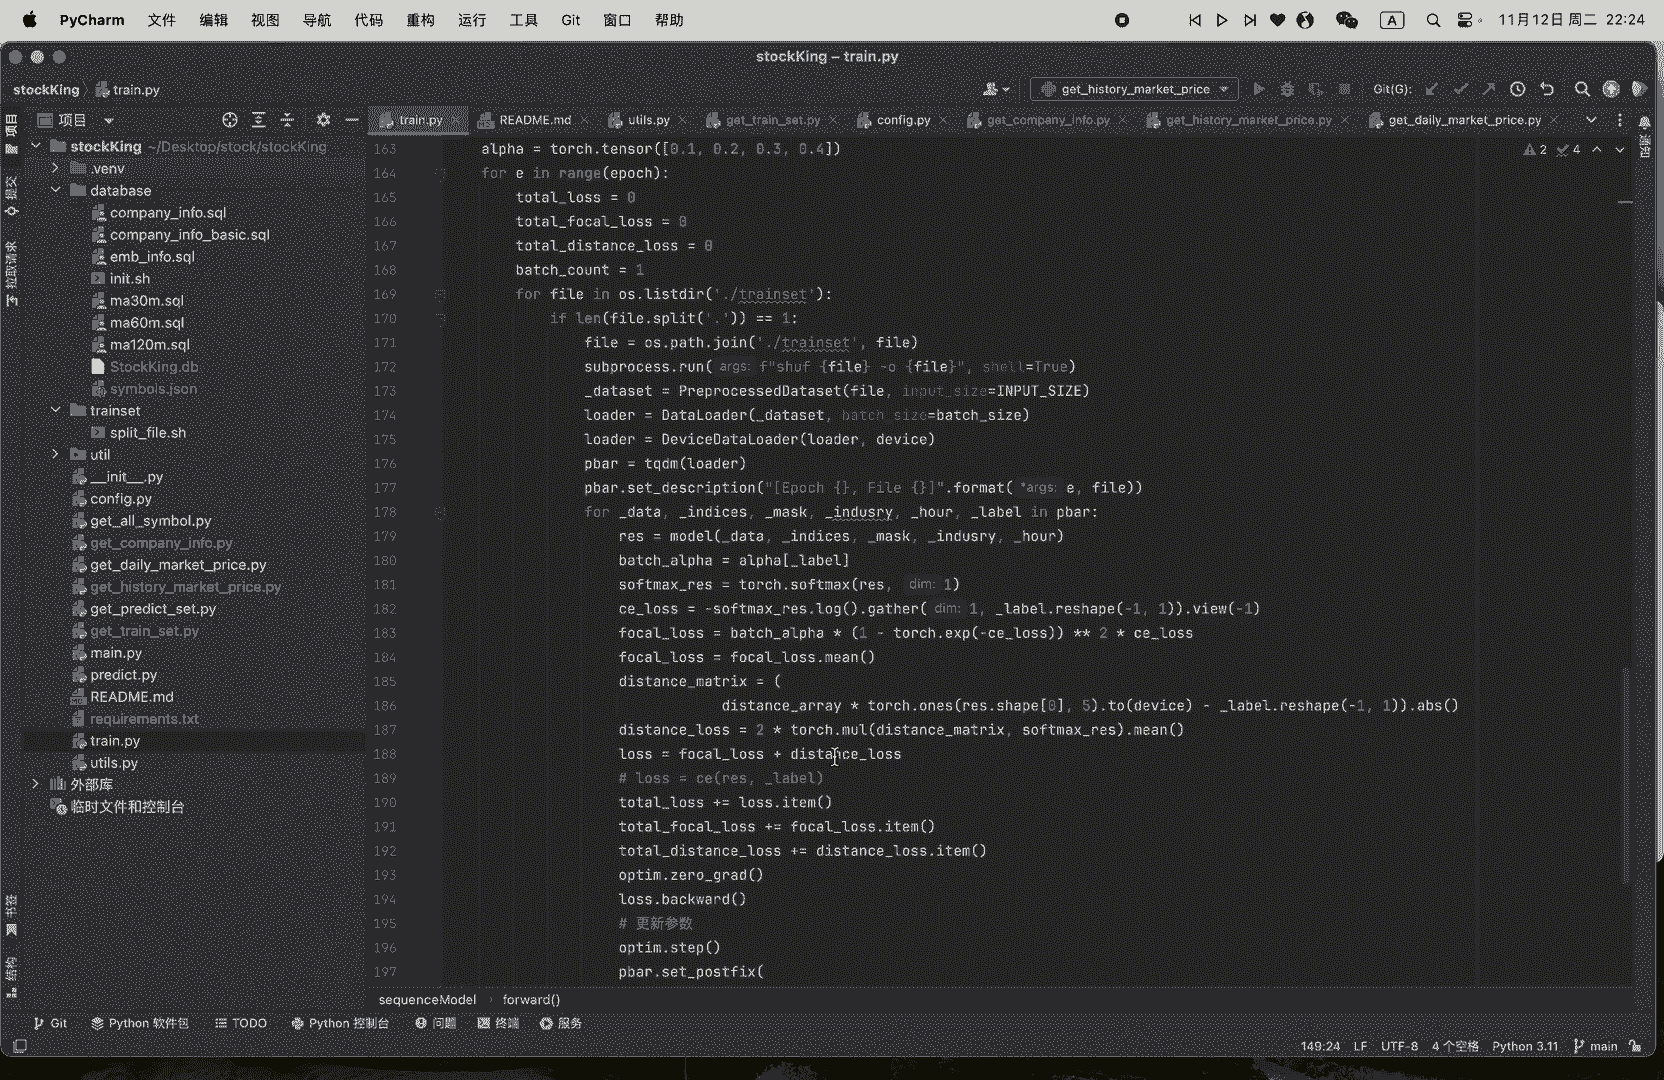 PyCharm 文件 编辑 视图 导航 代码 重构 运行 工具 Git 窗口 帮助 A 11月12日 周二 22:24
stockKing – train.py
stockKing train.py get_history_market_price Git(G):
项目 train.py README.md utils.py get_train_set.py config.py get_company_info.py get_history_market_price.py get_daily_market_price.py
项目
提交
拉取请求
书签
结构
通知
stockKing ~/Desktop/stock/stockKing
.venv
database
company_info.sql
company_info_basic.sql
emb_info.sql
init.sh
ma30m.sql
ma60m.sql
ma120m.sql
StockKing.db
symbols.json
trainset
split_file.sh
util
__init__.py
config.py
get_all_symbol.py
get_company_info.py
get_daily_market_price.py
get_history_market_price.py
get_predict_set.py
get_train_set.py
main.py
predict.py
README.md
requirements.txt
train.py
utils.py
外部库
临时文件和控制台
2 4
163 alpha = torch.tensor([0.1, 0.2, 0.3, 0.4])
164 for e in range(epoch):
165 total_loss = 0
166 total_focal_loss = 0
167 total_distance_loss = 0
168 batch_count = 1
169 for file in os.listdir('./trainset'):
170 if len(file.split('.')) == 1:
171 file = os.path.join('./trainset', file)
172 subprocess.run( args: f"shuf {file} -o {file}", shell=True)
173 _dataset = PreprocessedDataset(file, input_size=INPUT_SIZE)
174 loader = DataLoader(_dataset, batch_size=batch_size)
175 loader = DeviceDataLoader(loader, device)
176 pbar = tqdm(loader)
177 pbar.set_description("[Epoch {}, File {}]".format( *args: e, file))
178 for _data, _indices, _mask, _indusry, _hour, _label in pbar:
179 res = model(_data, _indices, _mask, _indusry, _hour)
180 batch_alpha = alpha[_label]
181 softmax_res = torch.softmax(res, dim: 1)
182 ce_loss = -softmax_res.log().gather( dim: 1, _label.reshape(-1, 1)).view(-1)
183 focal_loss = batch_alpha * (1 - torch.exp(-ce_loss)) ** 2 * ce_loss
184 focal_loss = focal_loss.mean()
185 distance_matrix = (
186 distance_array * torch.ones(res.shape[0], 5).to(device) - _label.reshape(-1, 1)).abs()
187 distance_loss = 2 * torch.mul(distance_matrix, softmax_res).mean()
188 loss = focal_loss + distance_loss
189 # loss = ce(res, _label)
190 total_loss += loss.item()
191 total_focal_loss += focal_loss.item()
192 total_distance_loss += distance_loss.item()
193 optim.zero_grad()
194 loss.backward()
195 # 更新参数
196 optim.step()
197 pbar.set_postfix(
sequenceModel forward()
Git Python 软件包 TODO Python 控制台 问题 终端 服务
149:24 LF UTF-8 4 个空格 Python 3.11 main